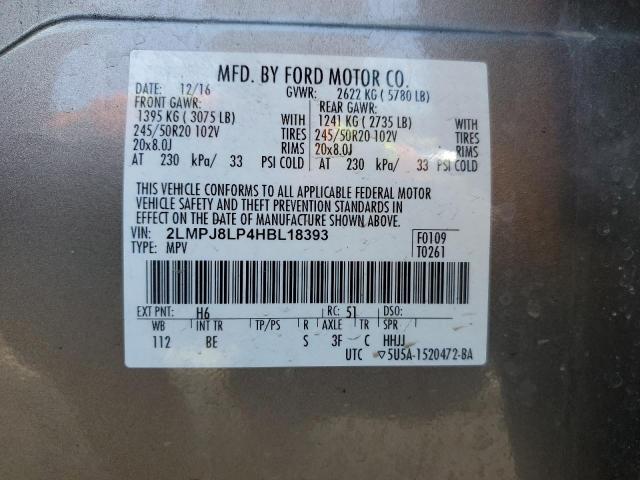 MFD. BY FORD MOTOR CO.
DATE: 12/16 GVWR: 2622 KG ( 5780 LB)
FRONT GAWR: REAR GAWR:
1395 KG ( 3075 LB) WITH 1241 KG ( 2735 LB) WITH
245/50R20 102V TIRES 245/50R20 102V TIRES
20x8.0J RIMS 20x8.0J RIMS
AT 230 kPa/ 33 PSI COLD AT 230 kPa/ 33 PSI COLD
THIS VEHICLE CONFORMS TO ALL APPLICABLE FEDERAL MOTOR
VEHICLE SAFETY AND THEFT PREVENTION STANDARDS IN
EFFECT ON THE DATE OF MANUFACTURE SHOWN ABOVE.
VIN: 2LMPJ8LP4HBL18393 F0109
TYPE: MPV T0261
EXT PNT: H6 RC: 51 DSO:
WB INT TR TP/PS R AXLE TR SPR
112 BE S 3F C HHJJ
UTC ▽5U5A-1520472-BA